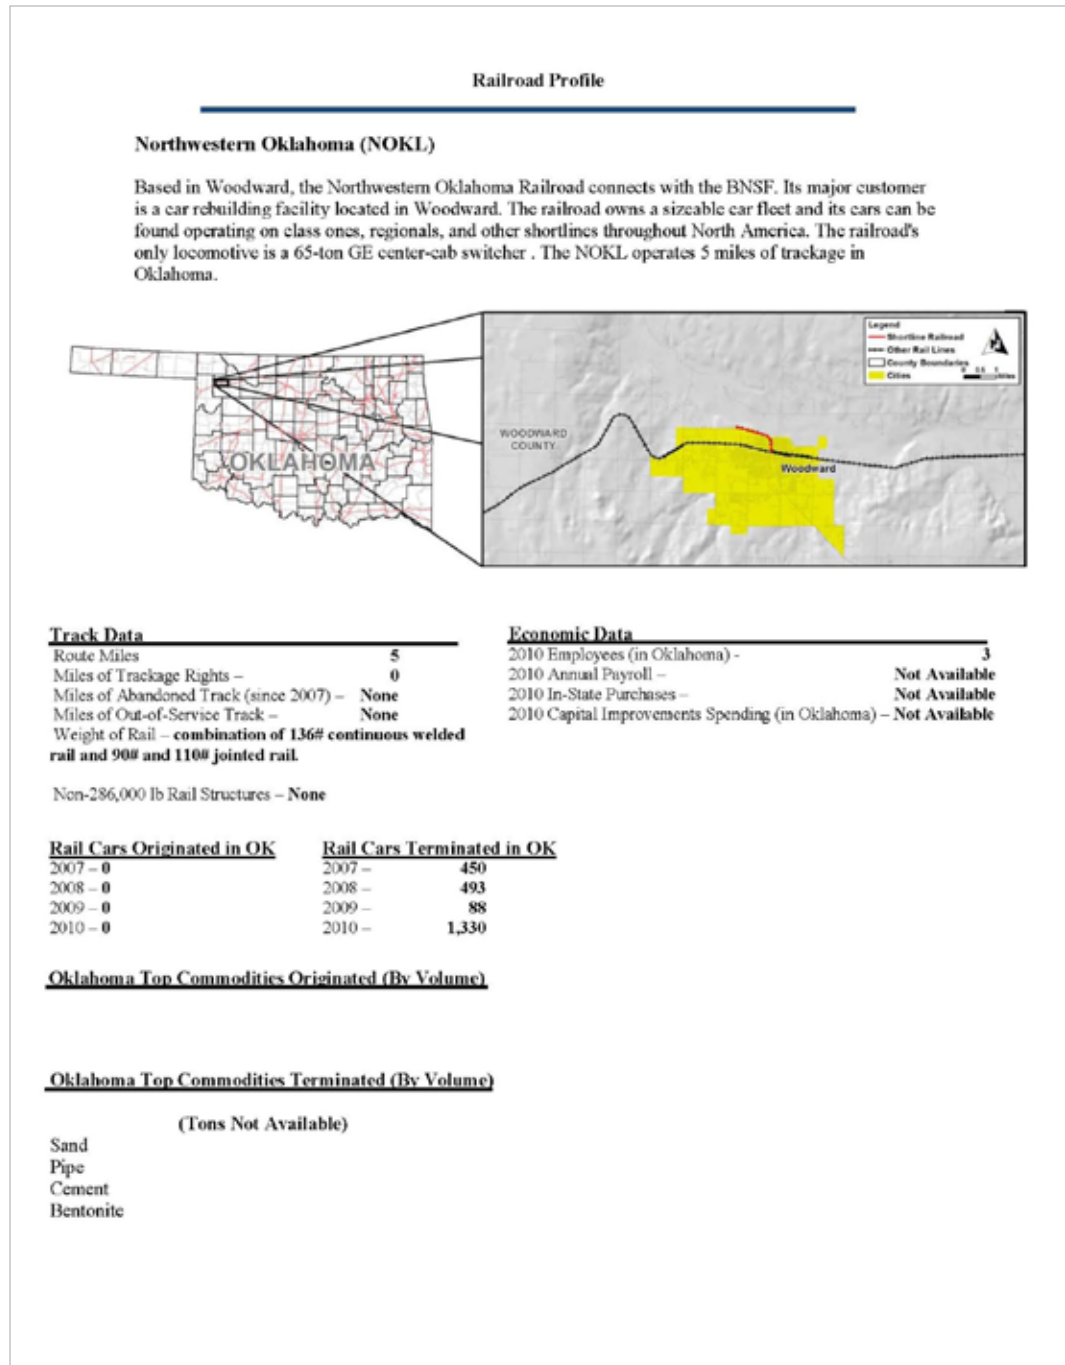 Railroad Profile
Northwestern Oklahoma (NOKL)
Based in Woodward, the Northwestern Oklahoma Railroad connects with the BNSF. Its major customer
is a car rebuilding facility located in Woodward. The railroad owns a sizeable car fleet and its cars can be
found operating on class ones, regionals, and other shortlines throughout North America. The railroad's
only locomotive is a 65-ton GE center-cab switcher . The NOKL operates 5 miles of trackage in
Oklahoma.
OKLAHOMA
Legend
Shortline Railroad
Other Rail Lines
County Boundaries
Cities
0 0.5 1
Miles
WOODWARD
COUNTY
Woodward
Track Data
Route Miles 5
Miles of Trackage Rights – 0
Miles of Abandoned Track (since 2007) – None
Miles of Out-of-Service Track – None
Weight of Rail – combination of 136# continuous welded
rail and 90# and 110# jointed rail.
Non-286,000 lb Rail Structures – None
Economic Data
2010 Employees (in Oklahoma) - 3
2010 Annual Payroll – Not Available
2010 In-State Purchases – Not Available
2010 Capital Improvements Spending (in Oklahoma) – Not Available
Rail Cars Originated in OK
2007 – 0
2008 – 0
2009 – 0
2010 – 0
Rail Cars Terminated in OK
2007 – 450
2008 – 493
2009 – 88
2010 – 1,330
Oklahoma Top Commodities Originated (By Volume)
Oklahoma Top Commodities Terminated (By Volume)
(Tons Not Available)
Sand
Pipe
Cement
Bentonite